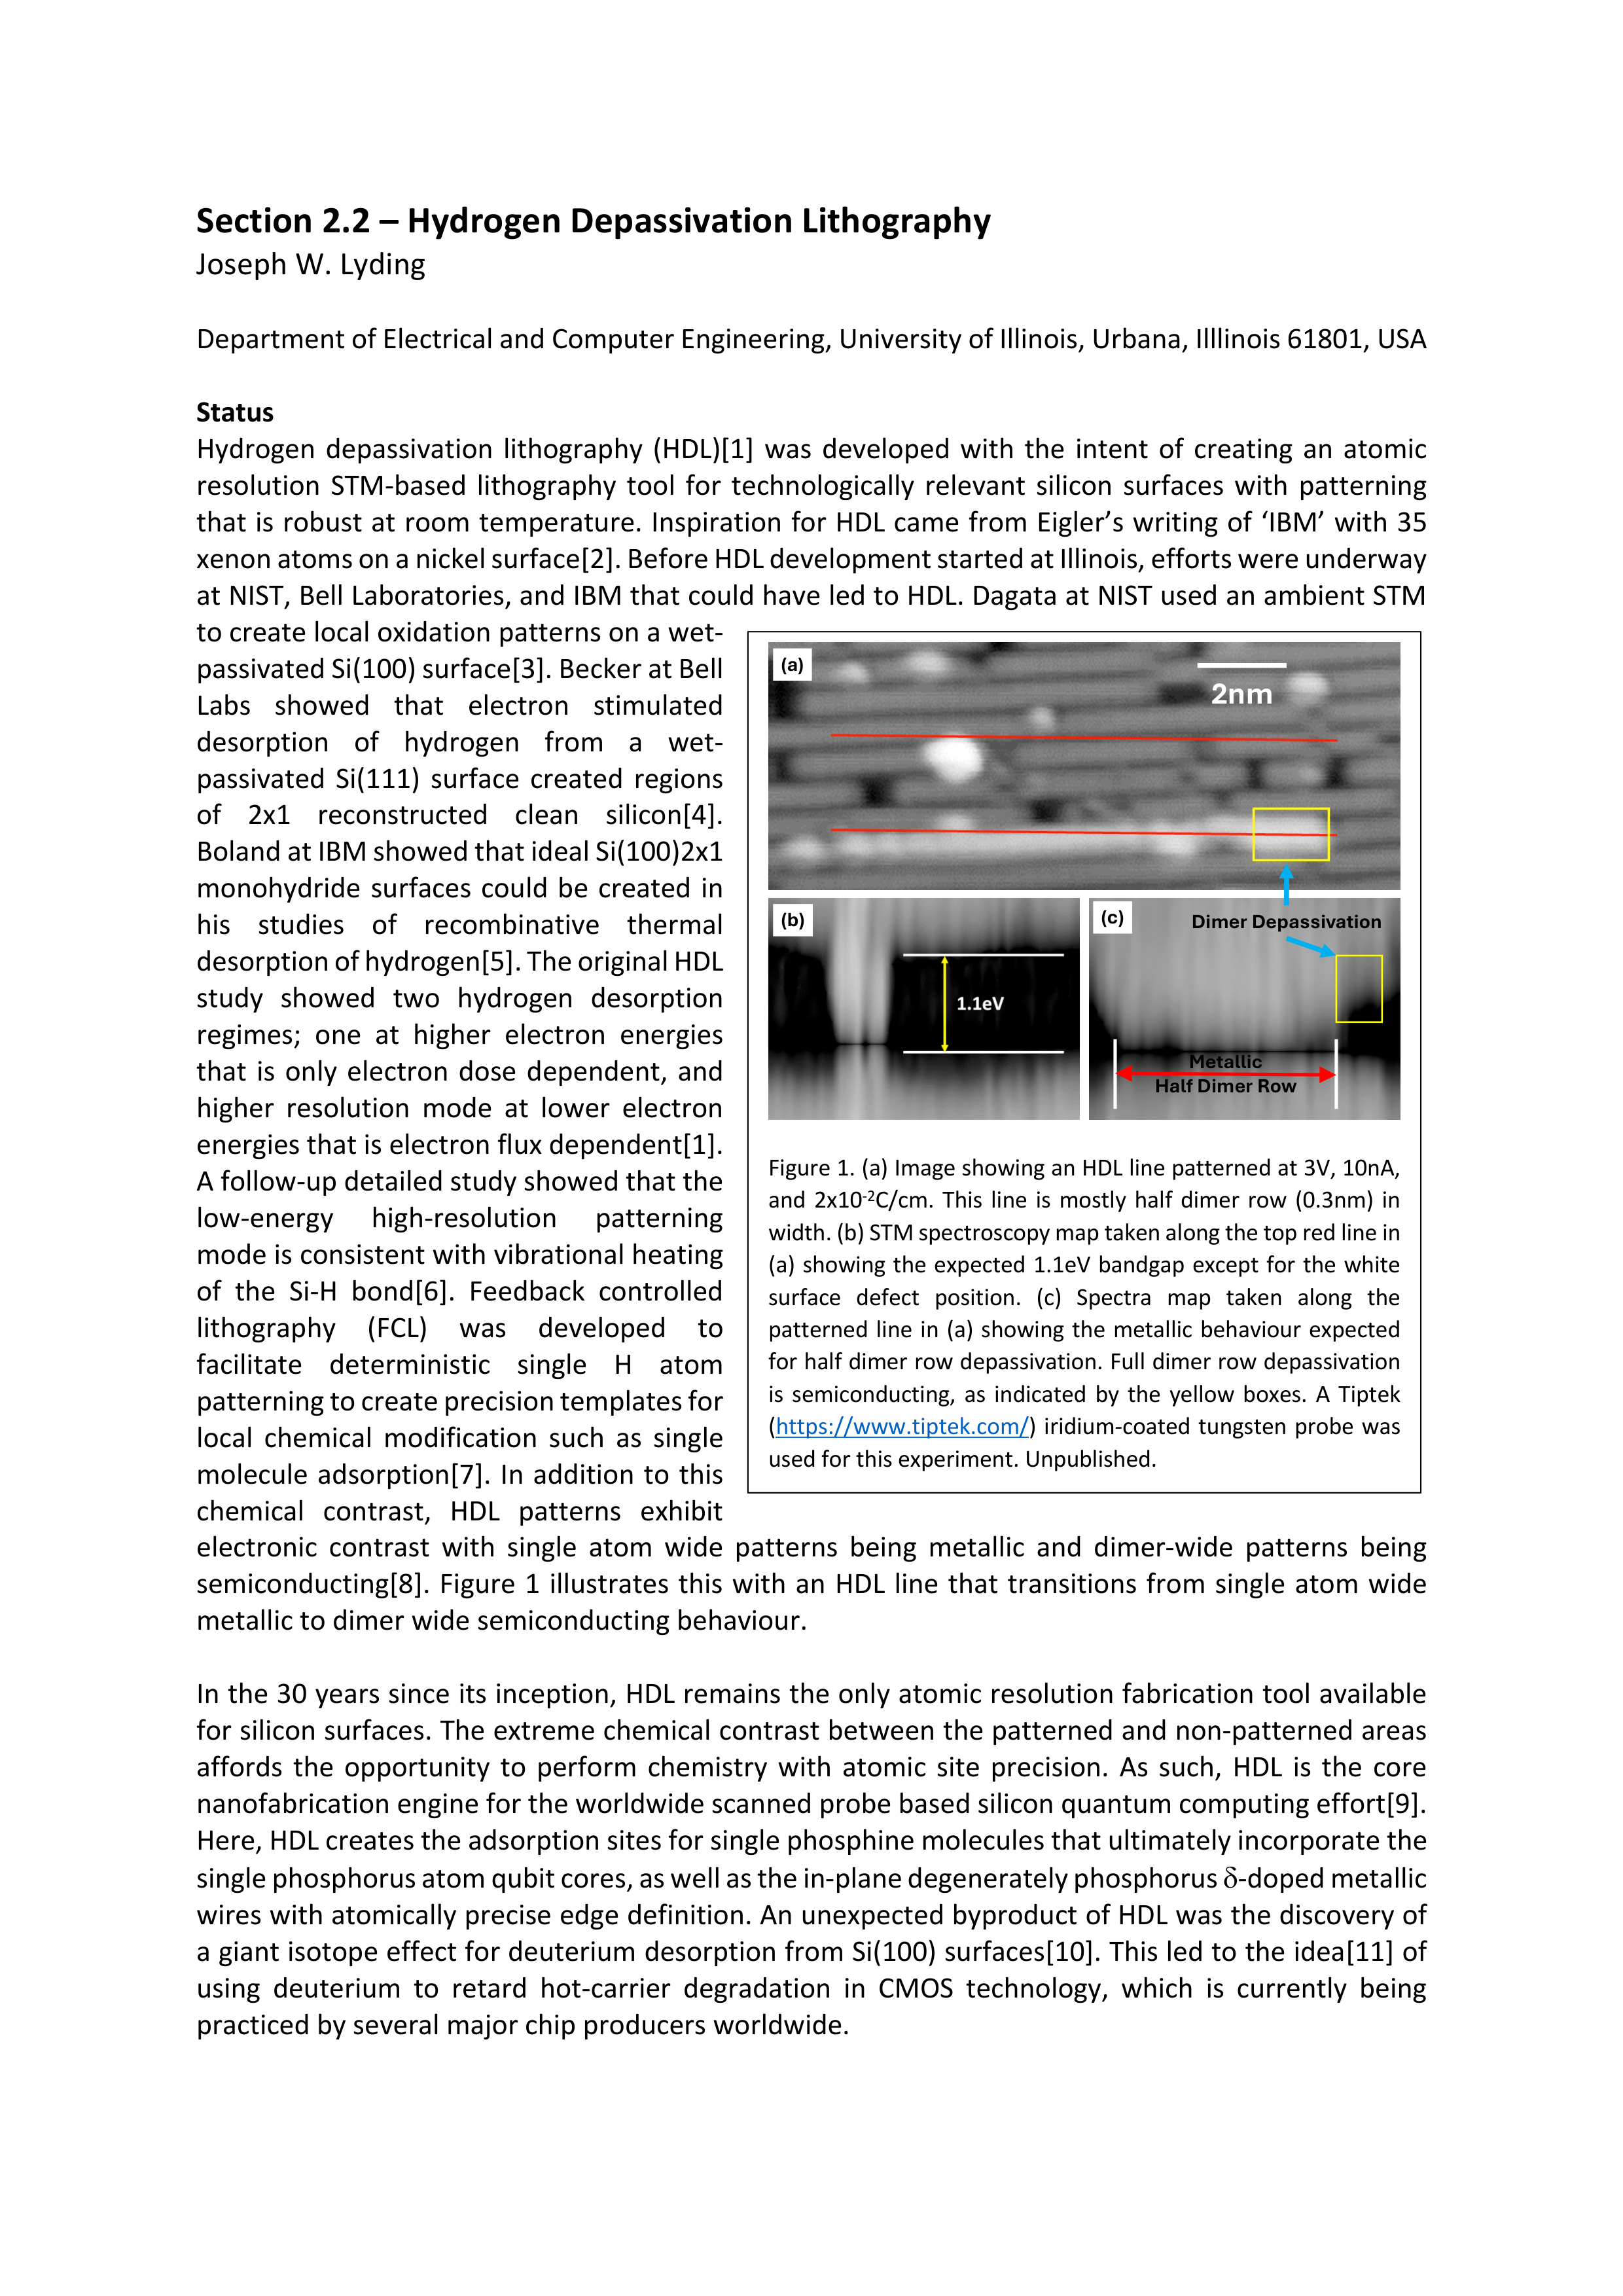 Section 2.2 – Hydrogen Depassivation Lithography
Joseph W. Lyding
Department of Electrical and Computer Engineering, University of Illinois, Urbana, Illlinois 61801, USA
Status
Hydrogen depassivation lithography (HDL)[1] was developed with the intent of creating an atomic
resolution STM-based lithography tool for technologically relevant silicon surfaces with patterning
that is robust at room temperature. Inspiration for HDL came from Eigler's writing of 'IBM' with 35
xenon atoms on a nickel surface[2]. Before HDL development started at Illinois, efforts were underway
at NIST, Bell Laboratories, and IBM that could have led to HDL. Dagata at NIST used an ambient STM
to create local oxidation patterns on a wet-
passivated Si(100) surface[3]. Becker at Bell
Labs showed that electron stimulated
desorption of hydrogen from a wet-
passivated Si(111) surface created regions
of 2x1 reconstructed clean silicon[4].
Boland at IBM showed that ideal Si(100)2x1
monohydride surfaces could be created in
his studies of recombinative thermal
desorption of hydrogen[5]. The original HDL
study showed two hydrogen desorption
regimes; one at higher electron energies
that is only electron dose dependent, and
higher resolution mode at lower electron
energies that is electron flux dependent[1].
A follow-up detailed study showed that the
low-energy high-resolution patterning
mode is consistent with vibrational heating
of the Si-H bond[6]. Feedback controlled
lithography (FCL) was developed to
facilitate deterministic single H atom
patterning to create precision templates for
local chemical modification such as single
molecule adsorption[7]. In addition to this
chemical contrast, HDL patterns exhibit
electronic contrast with single atom wide patterns being metallic and dimer-wide patterns being
semiconducting[8]. Figure 1 illustrates this with an HDL line that transitions from single atom wide
metallic to dimer wide semiconducting behaviour.
(a)
2nm
(b)
1.1eV
(c)
Dimer Depassivation
Metallic
Half Dimer Row
Figure 1. (a) Image showing an HDL line patterned at 3V, 10nA,
and 2x10⁻²C/cm. This line is mostly half dimer row (0.3nm) in
width. (b) STM spectroscopy map taken along the top red line in
(a) showing the expected 1.1eV bandgap except for the white
surface defect position. (c) Spectra map taken along the
patterned line in (a) showing the metallic behaviour expected
for half dimer row depassivation. Full dimer row depassivation
is semiconducting, as indicated by the yellow boxes. A Tiptek
(https://www.tiptek.com/) iridium-coated tungsten probe was
used for this experiment. Unpublished.
In the 30 years since its inception, HDL remains the only atomic resolution fabrication tool available
for silicon surfaces. The extreme chemical contrast between the patterned and non-patterned areas
affords the opportunity to perform chemistry with atomic site precision. As such, HDL is the core
nanofabrication engine for the worldwide scanned probe based silicon quantum computing effort[9].
Here, HDL creates the adsorption sites for single phosphine molecules that ultimately incorporate the
single phosphorus atom qubit cores, as well as the in-plane degenerately phosphorus δ-doped metallic
wires with atomically precise edge definition. An unexpected byproduct of HDL was the discovery of
a giant isotope effect for deuterium desorption from Si(100) surfaces[10]. This led to the idea[11] of
using deuterium to retard hot-carrier degradation in CMOS technology, which is currently being
practiced by several major chip producers worldwide.